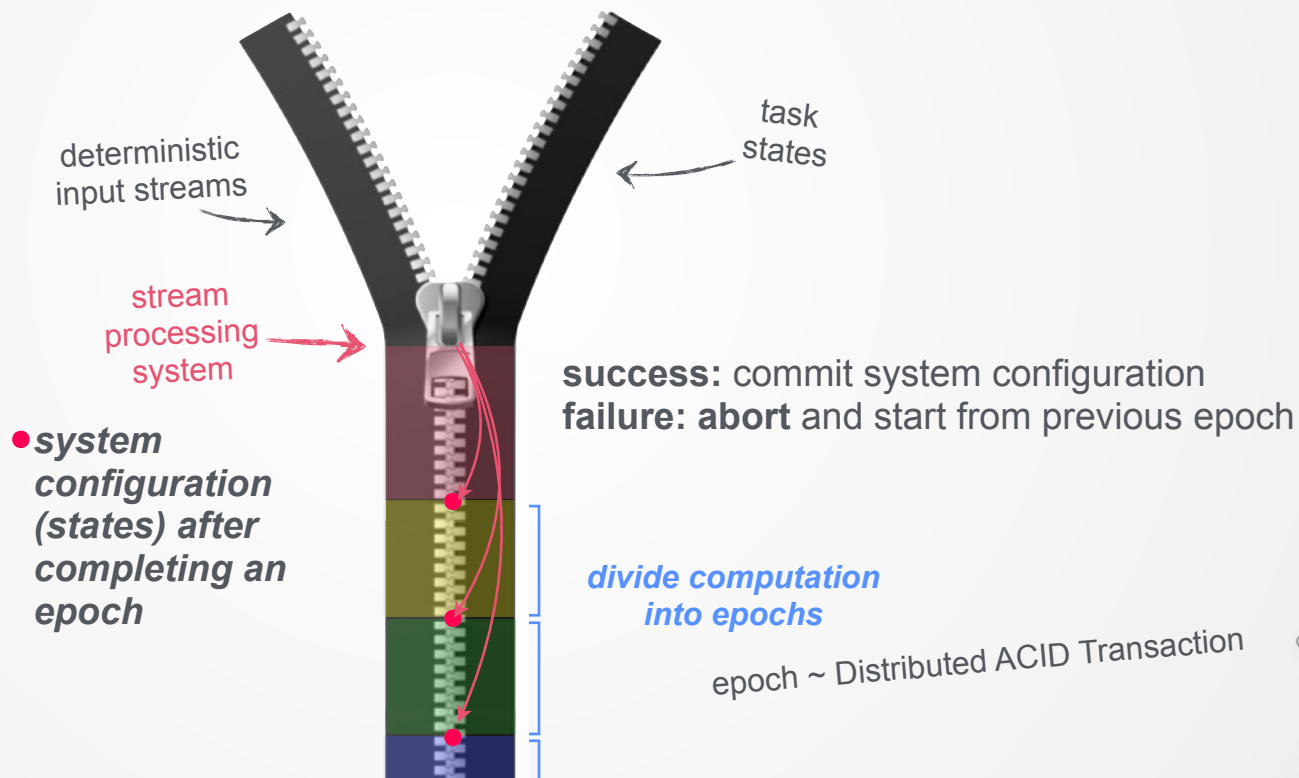 task
states
deterministic
input streams
stream
processing
system
success: commit system configuration
failure: abort and start from previous epoch
system
configuration
(states) after
completing an
epoch
divide computation
into epochs
epoch ~ Distributed ACID Transaction